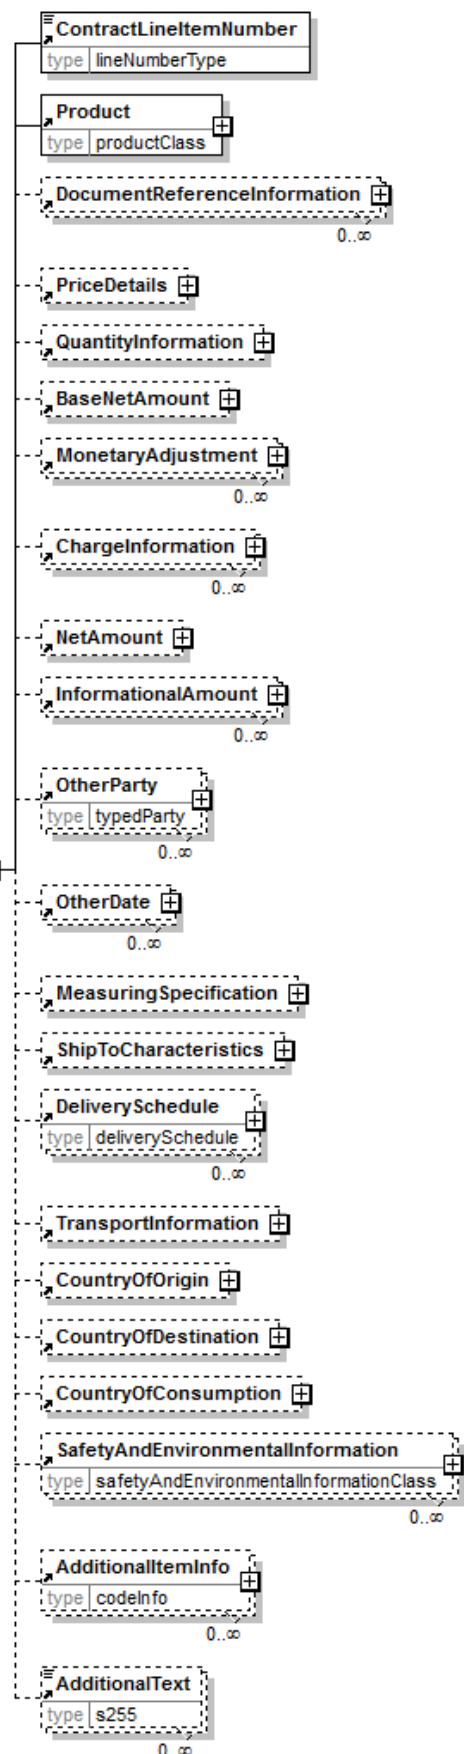 ContractLineItemNumber
type lineNumberType
Product
type productClass
DocumentReferenceInformation
0..∞
PriceDetails
QuantityInformation
BaseNetAmount
MonetaryAdjustment
0..∞
ChargeInformation
0..∞
NetAmount
InformationalAmount
0..∞
OtherParty
type typedParty
0..∞
OtherDate
0..∞
MeasuringSpecification
ShipToCharacteristics
DeliverySchedule
type deliverySchedule
0..∞
TransportInformation
CountryOfOrigin
CountryOfDestination
CountryOfConsumption
SafetyAndEnvironmentalInformation
type safetyAndEnvironmentalInformationClass
0..∞
AdditionalItemInfo
type codeInfo
0..∞
AdditionalText
type s255
0..∞